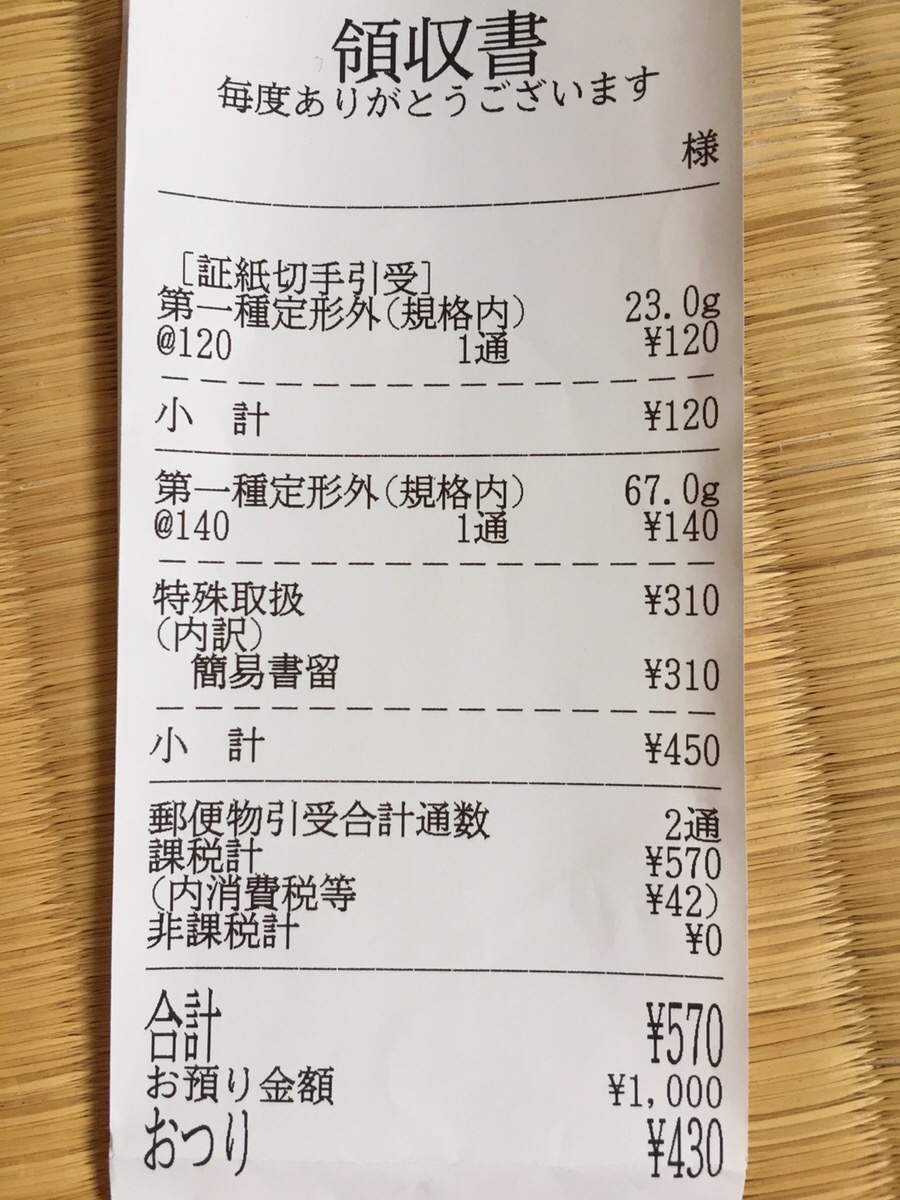 領収書
毎度ありがとうございます
様
[証紙切手引受]
第一種定形外(規格内) 23.0g
@120 1通 ¥120
小 計 ¥120
第一種定形外(規格内) 67.0g
@140 1通 ¥140
特殊取扱 ¥310
(内訳)
簡易書留 ¥310
小 計 ¥450
郵便物引受合計通数 2通
課税計 ¥570
(内消費税等 ¥42)
非課税計 ¥0
合計 ¥570
お預り金額 ¥1,000
おつり ¥430